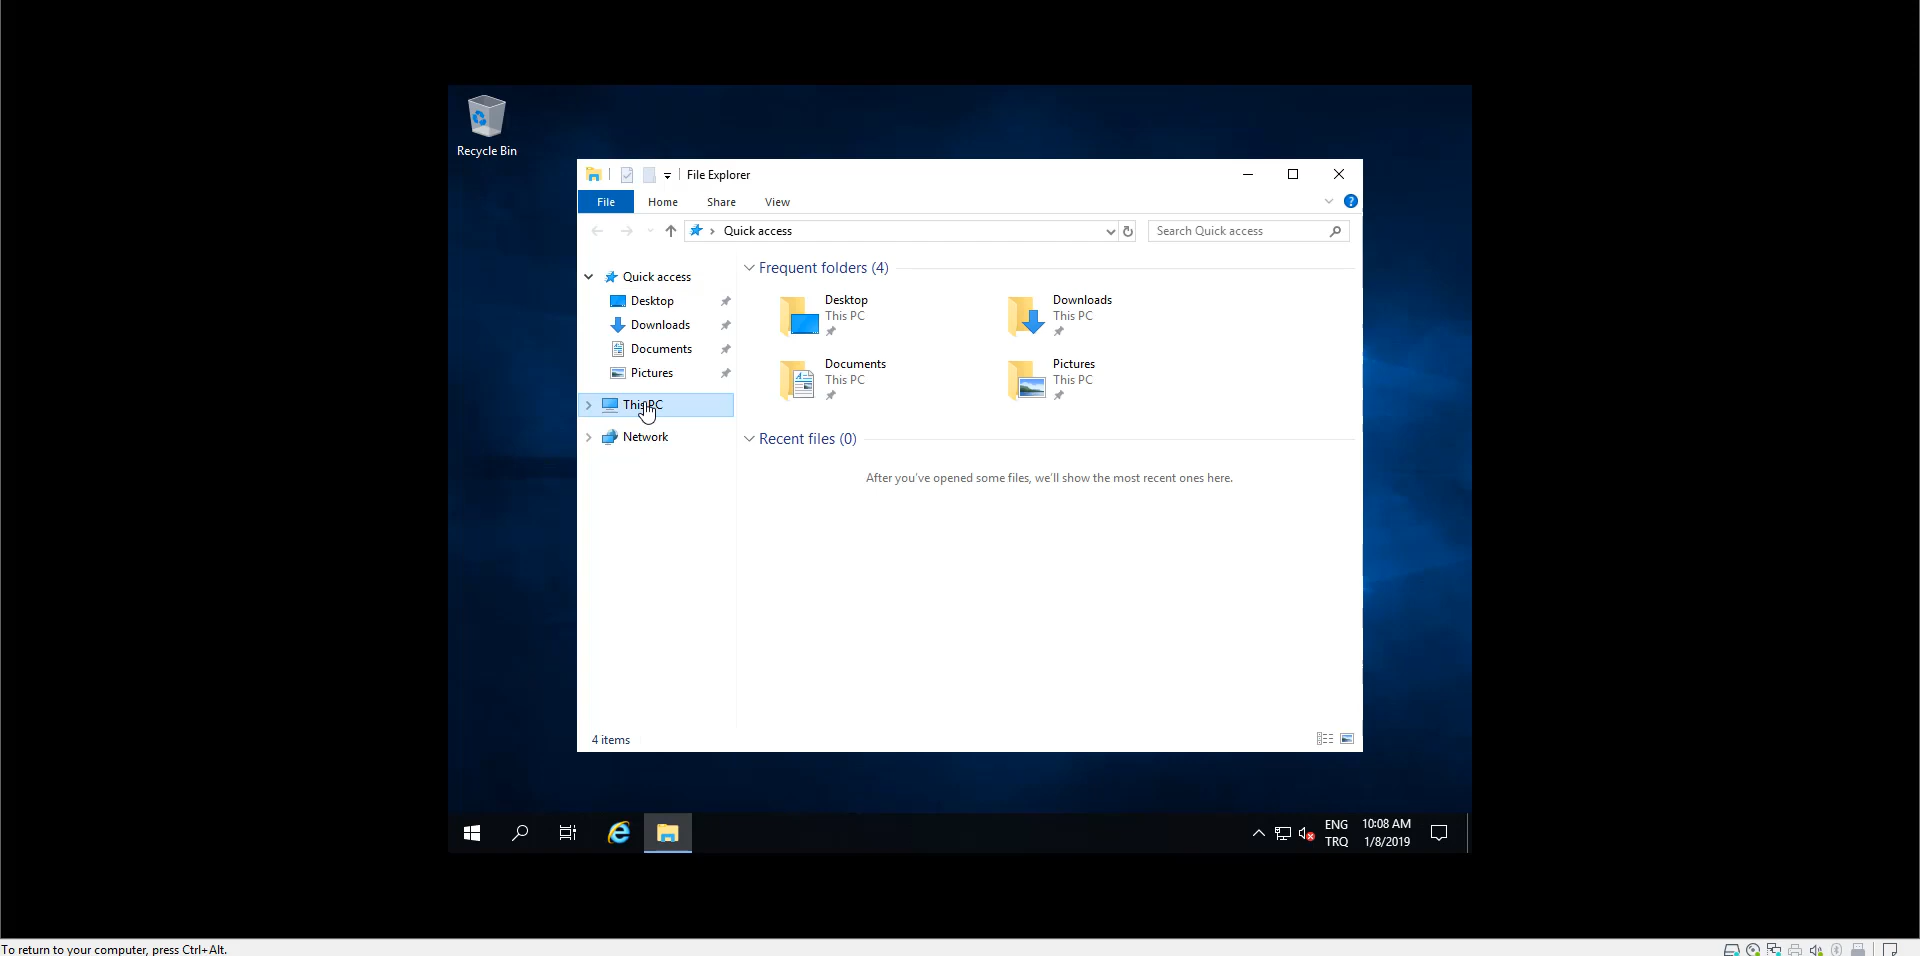 Recycle Bin
File Explorer
File Home Share View
Quick access
Search Quick access
Quick access
Desktop
Downloads
Documents
Pictures
This PC
Network
Frequent folders (4)
Desktop
This PC
Downloads
This PC
Documents
This PC
Pictures
This PC
Recent files (0)
After you've opened some files, we'll show the most recent ones here.
4 items
ENG
TRQ
10:08 AM
1/8/2019
To return to your computer, press Ctrl+Alt.